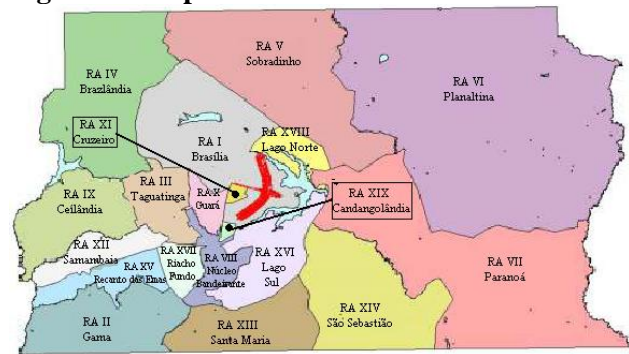 RA IV
Brazlândia
RA V
Sobradinho
RA VI
Planaltina
RA XI
Cruzeiro
RA I
Brasília
RA XVIII
Lago Norte
RA IX
Ceilândia
RA III
Taguatinga
RA X
Guará
RA XIX
Candangolândia
RA XII
Samambaia
RA XVII
Riacho
Fundo
RA VIII
Núcleo
Bandeirante
RA XVI
Lago
Sul
RA VII
Paranoá
RA XV
Recanto das Emas
RA II
Gama
RA XIII
Santa Maria
RA XIV
São Sebastião